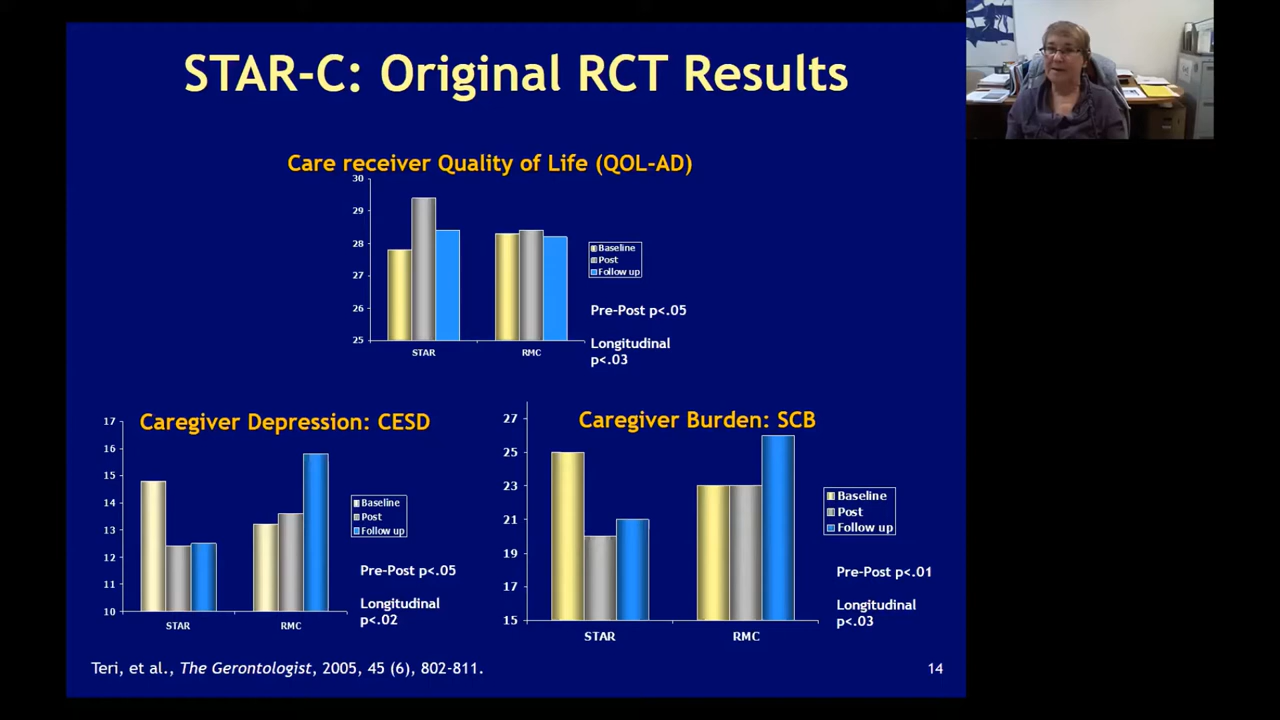 STAR-C: Original RCT Results
Care receiver Quality of Life (QOL-AD)
30
29
28
27
26
25
STAR
RMC
Baseline
Post
Follow up
Pre-Post p<.05
Longitudinal
p<.03
Caregiver Depression: CESD
17
16
15
14
13
12
11
10
STAR
RMC
Baseline
Post
Follow up
Pre-Post p<.05
Longitudinal
p<.02
Caregiver Burden: SCB
27
25
23
21
19
17
15
STAR
RMC
Baseline
Post
Follow up
Pre-Post p<.01
Longitudinal
p<.03
Teri, et al., The Gerontologist, 2005, 45 (6), 802-811.
14